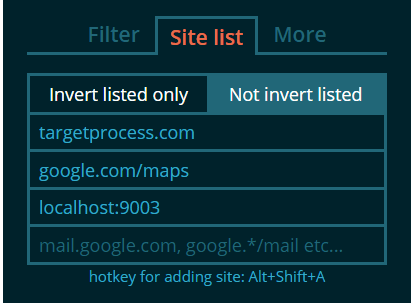 Filter Site list More
Invert listed only Not invert listed
targetprocess.com
google.com/maps
localhost:9003
mail.google.com, google.*/mail etc...
hotkey for adding site: Alt+Shift+A